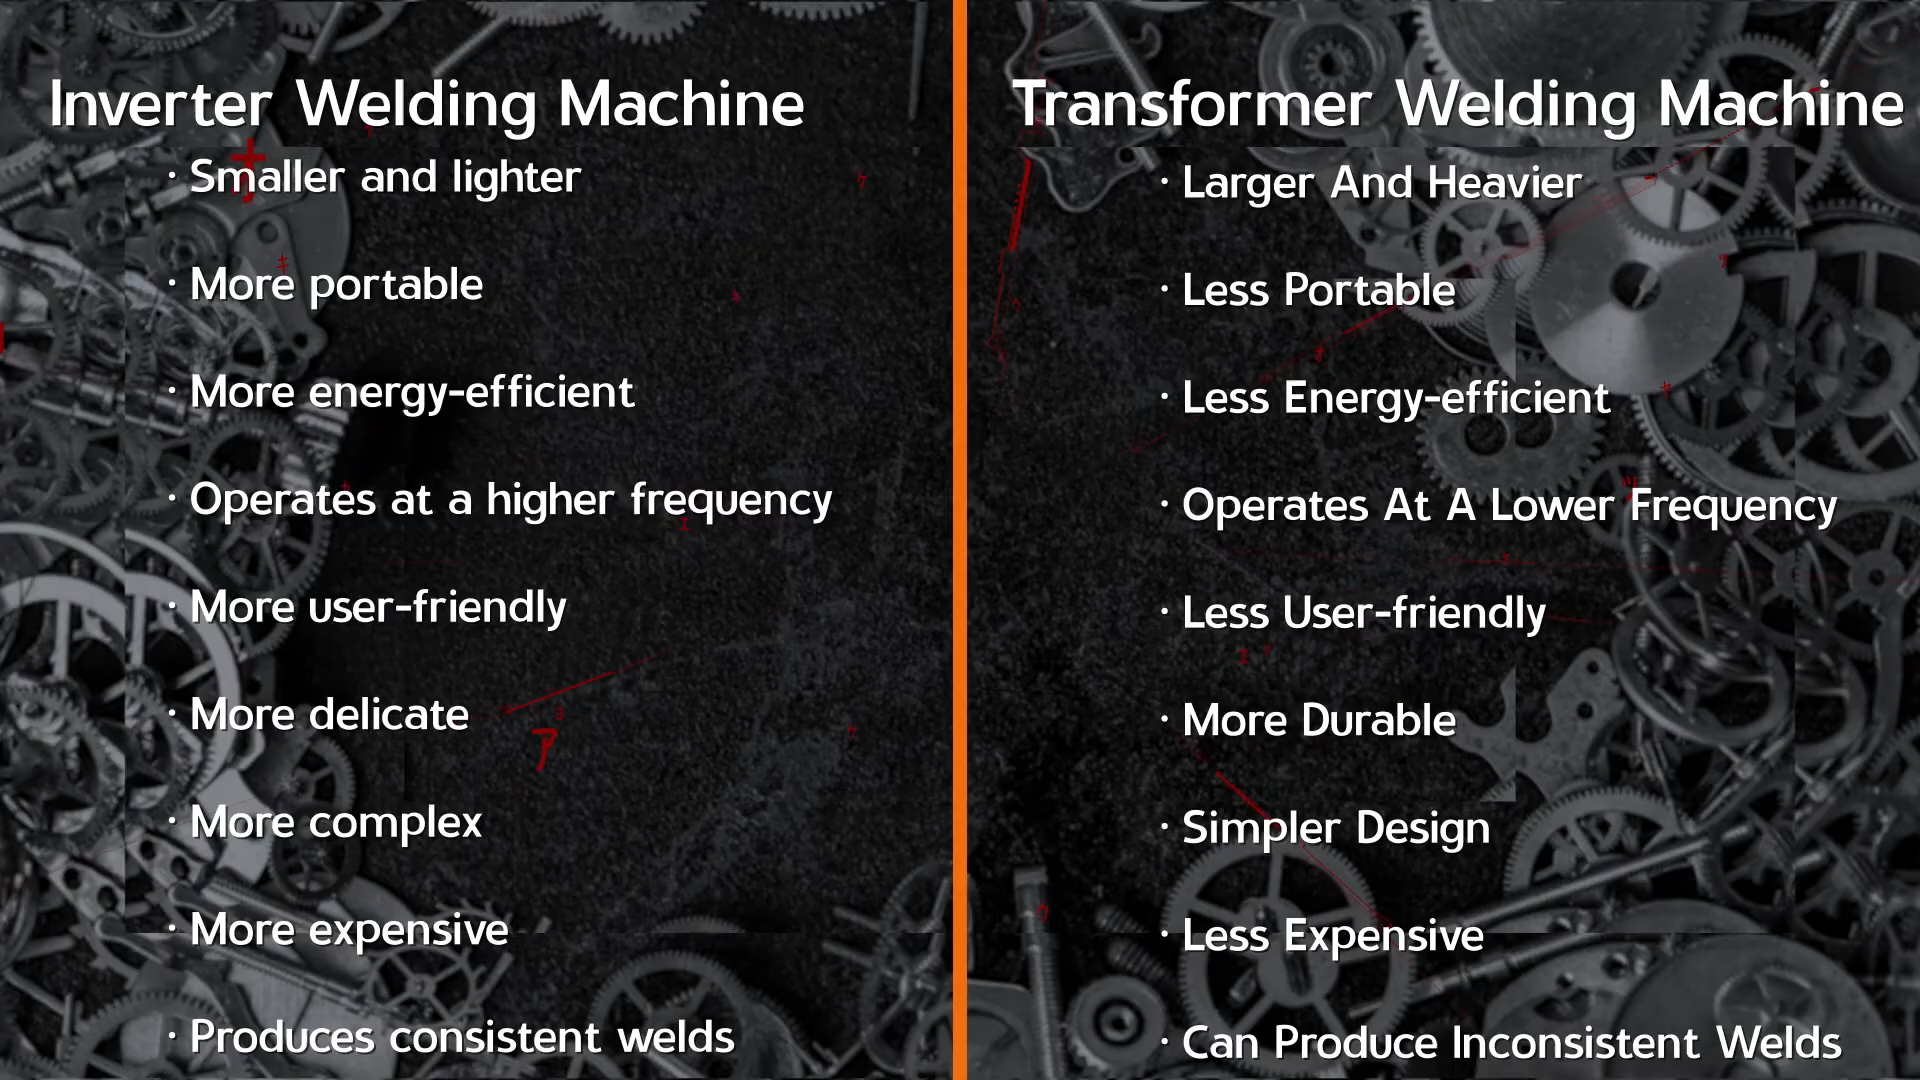 Inverter Welding Machine
· Smaller and lighter
· More portable
· More energy-efficient
· Operates at a higher frequency
· More user-friendly
· More delicate
· More complex
· More expensive
· Produces consistent welds
Transformer Welding Machine
· Larger And Heavier
· Less Portable
· Less Energy-efficient
· Operates At A Lower Frequency
· Less User-friendly
· More Durable
· Simpler Design
· Less Expensive
· Can Produce Inconsistent Welds